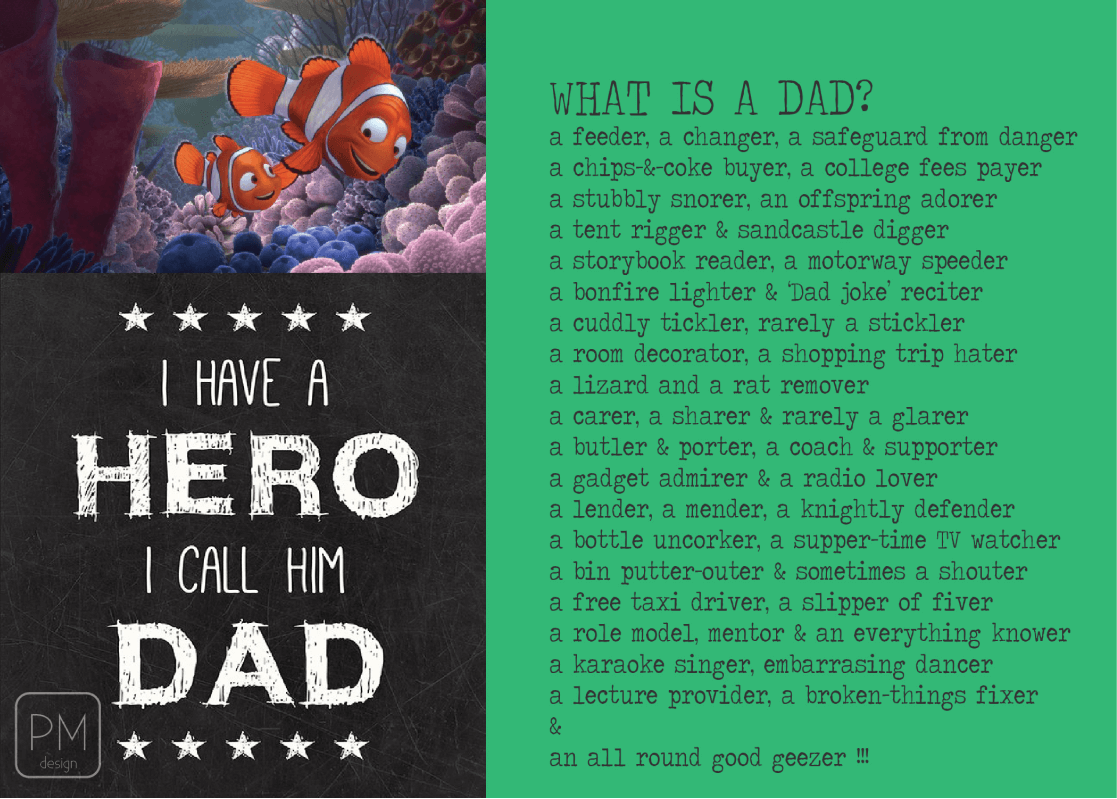 I HAVE A
HERO
I CALL HIM
DAD
PM
design
WHAT IS A DAD?
a feeder, a changer, a safeguard from danger
a chips-&-coke buyer, a college fees payer
a stubbly snorer, an offspring adorer
a tent rigger & sandcastle digger
a storybook reader, a motorway speeder
a bonfire lighter & ‘Dad joke’ reciter
a cuddly tickler, rarely a stickler
a room decorator, a shopping trip hater
a lizard and a rat remover
a carer, a sharer & rarely a glarer
a butler & porter, a coach & supporter
a gadget admirer & a radio lover
a lender, a mender, a knightly defender
a bottle uncorker, a supper-time TV watcher
a bin putter-outer & sometimes a shouter
a free taxi driver, a slipper of fiver
a role model, mentor & an everything knower
a karaoke singer, embarrasing dancer
a lecture provider, a broken-things fixer
&
an all round good geezer !!!